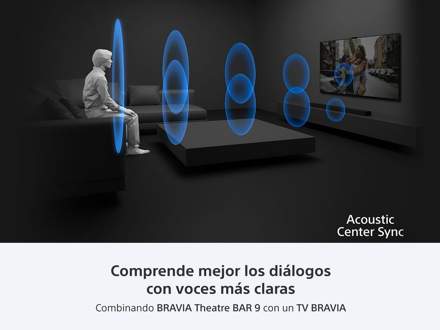 Acoustic
Center Sync
Comprende mejor los diálogos
con voces más claras
Combinando BRAVIA Theatre BAR 9 con un TV BRAVIA